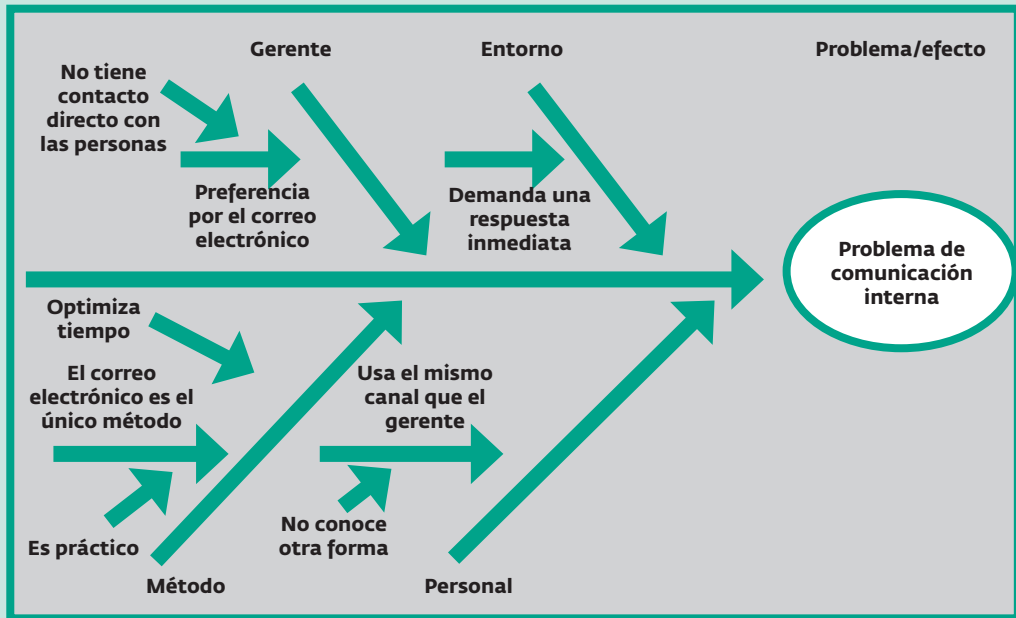 Gerente
Entorno
Problema/efecto
No tiene
contacto
directo con
las personas
Preferencia
por el correo
electrónico
Demanda una
respuesta
inmediata
Problema de
comunicación
interna
Optimiza
tiempo
El correo
electrónico es el
único método
Usa el mismo
canal que el
gerente
Es práctico
No conoce
otra forma
Método
Personal